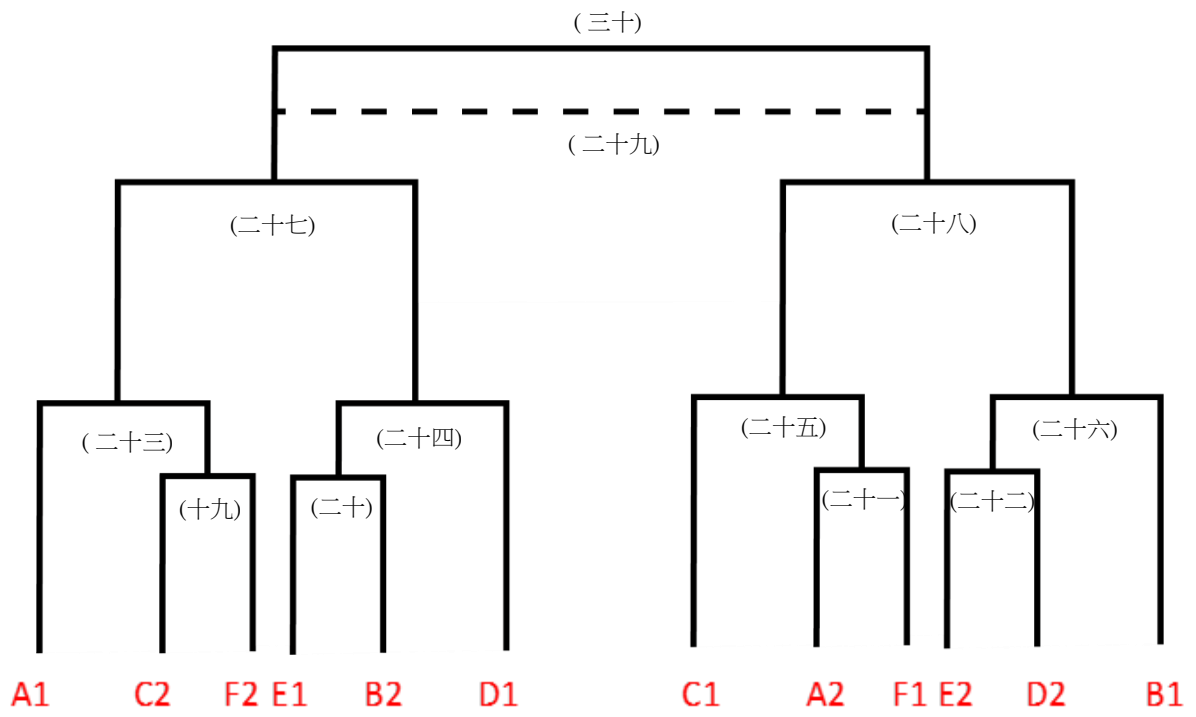 ( 三十)
( 二十九)
(二十七)
(二十八)
( 二十三)
(二十四)
(二十五)
(二十六)
(十九)
(二十)
(二十一)
(二十二)
A1 C2 F2 E1 B2 D1 C1 A2 F1 E2 D2 B1